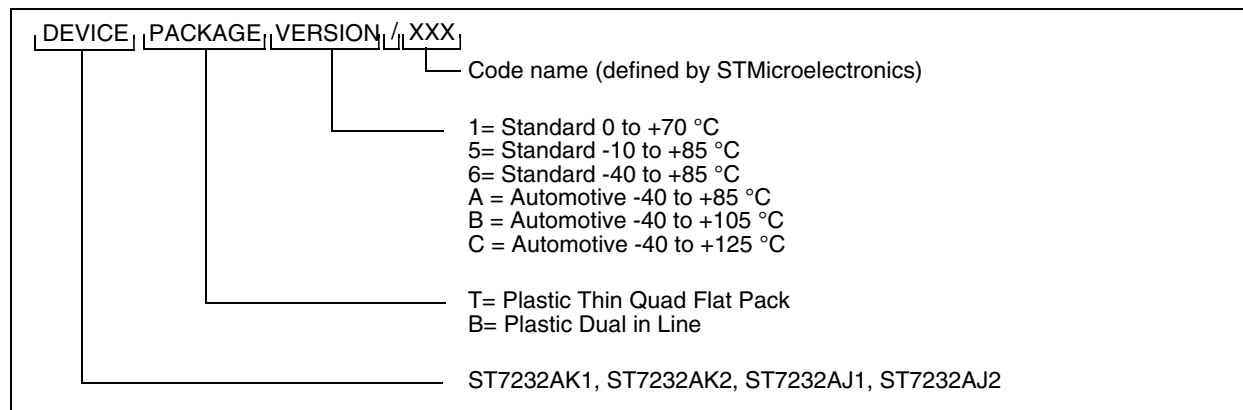 DEVICE PACKAGE VERSION / XXX
Code name (defined by STMicroelectronics)
1= Standard 0 to +70 °C
5= Standard -10 to +85 °C
6= Standard -40 to +85 °C
A = Automotive -40 to +85 °C
B = Automotive -40 to +105 °C
C = Automotive -40 to +125 °C
T= Plastic Thin Quad Flat Pack
B= Plastic Dual in Line
ST7232AK1, ST7232AK2, ST7232AJ1, ST7232AJ2